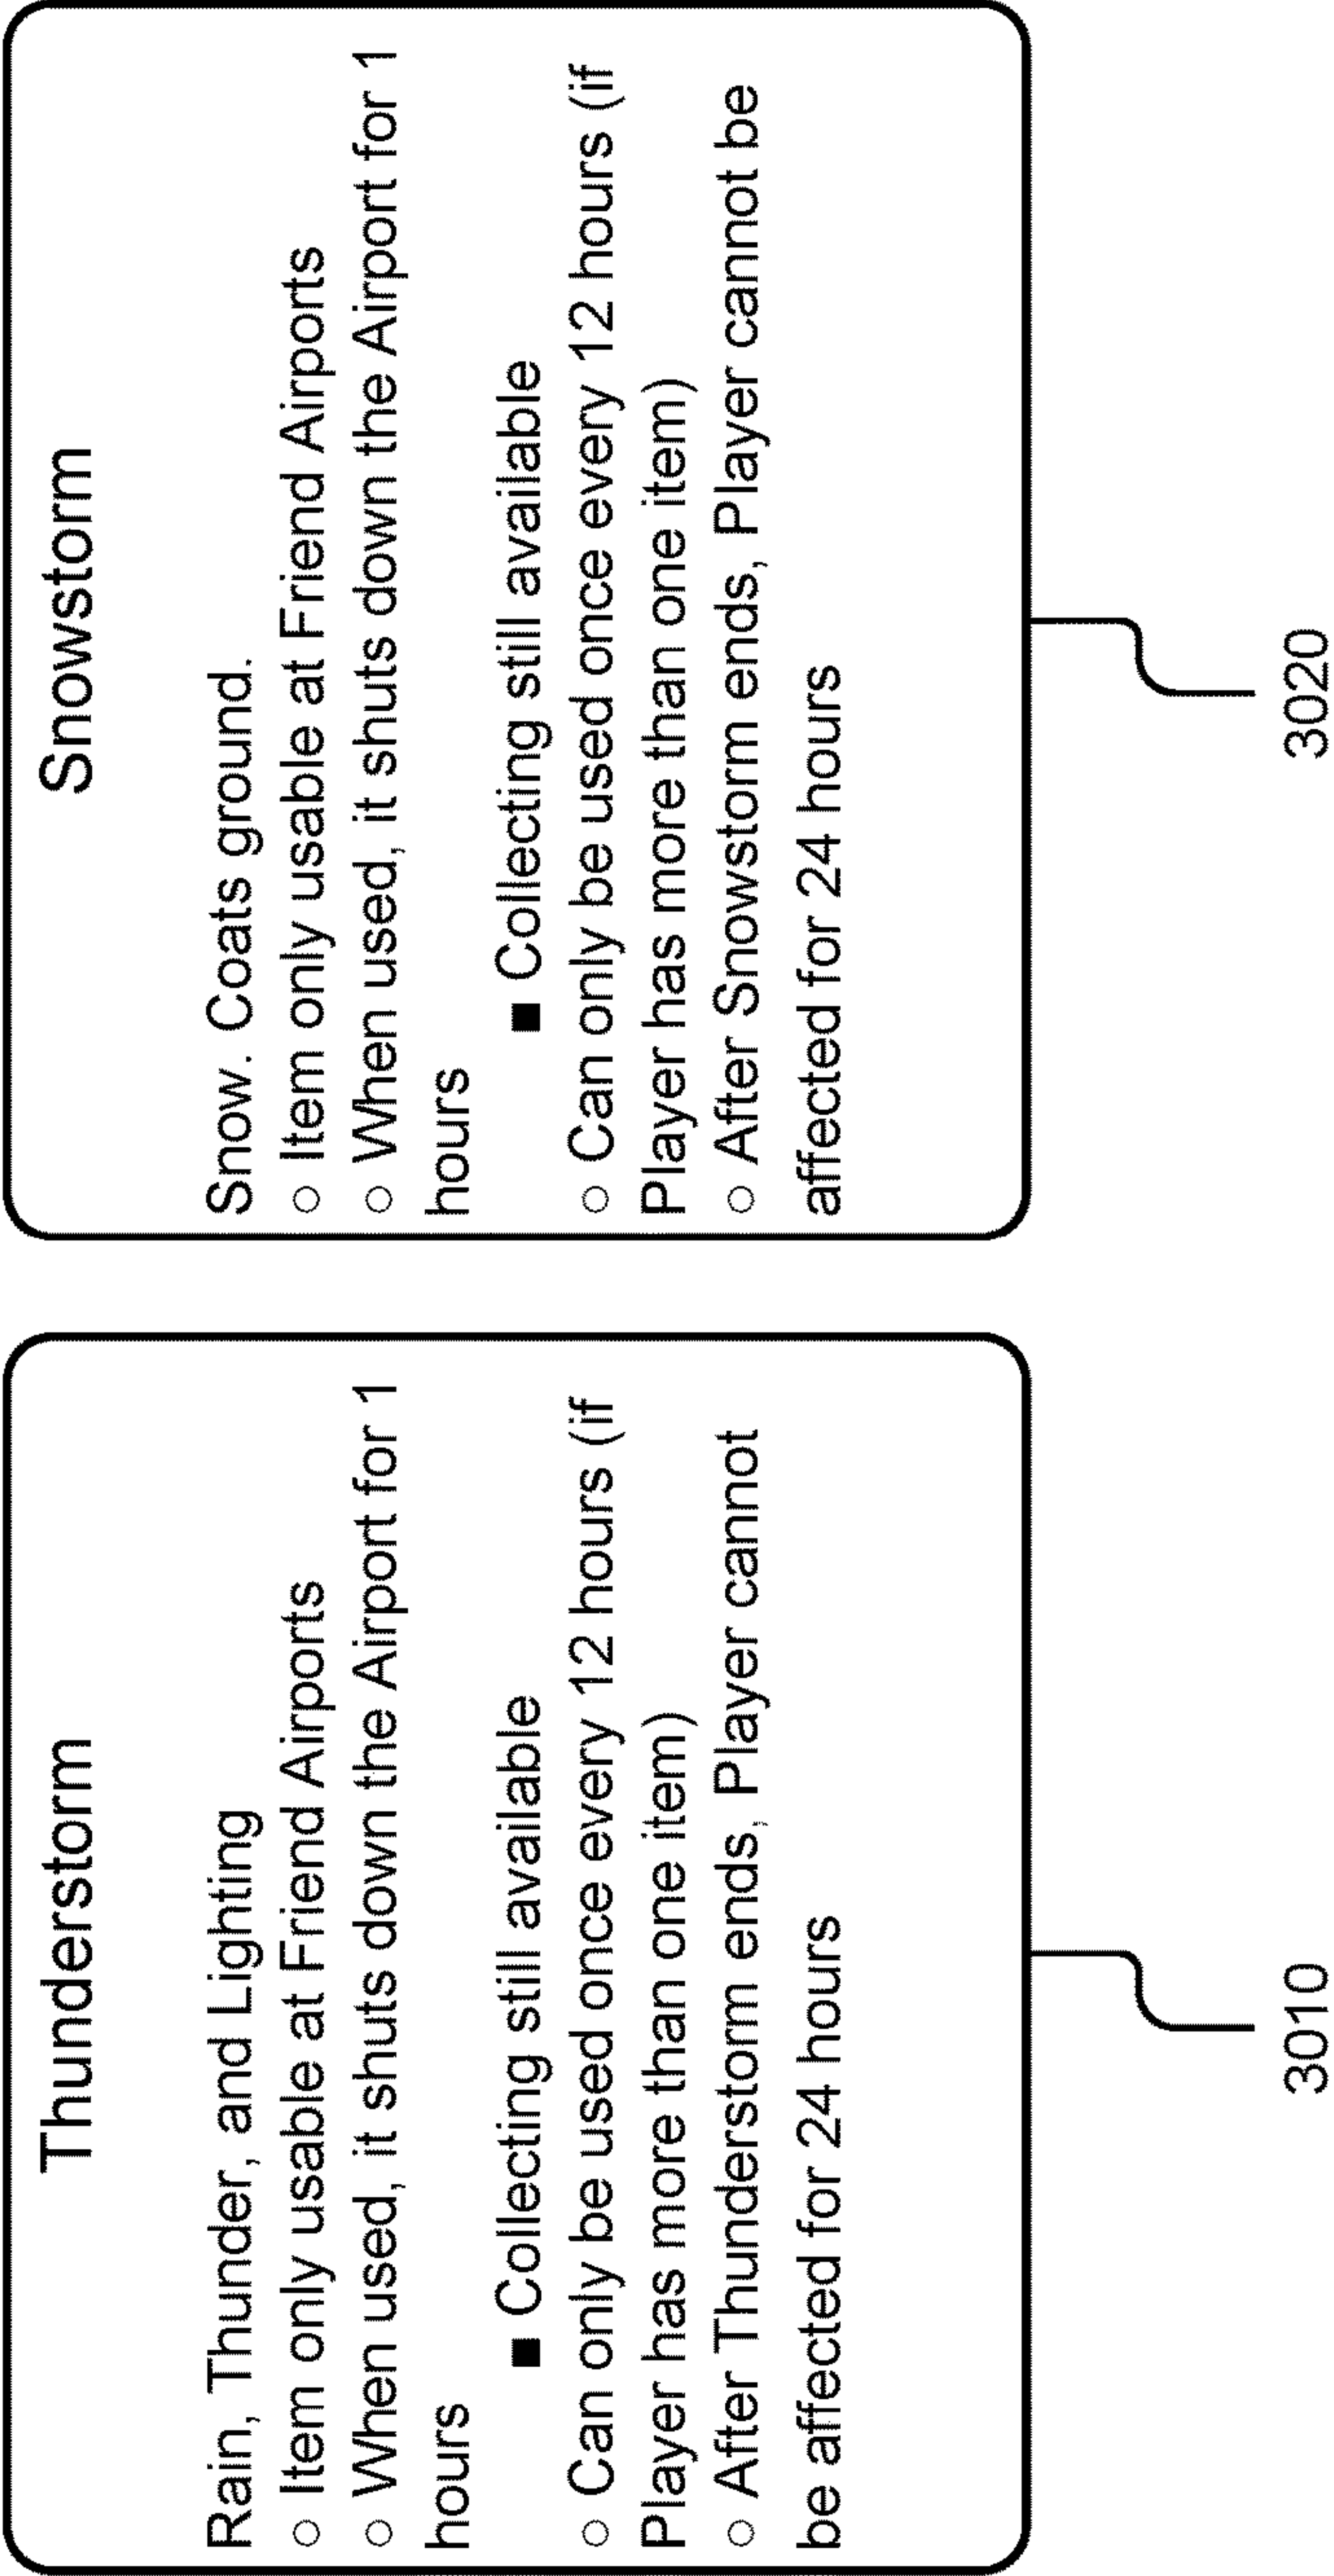 Thunderstorm
Rain, Thunder, and Lighting
○ Item only usable at Friend Airports
○ When used, it shuts down the Airport for 1
hours
■ Collecting still available
○ Can only be used once every 12 hours (if
Player has more than one item)
○ After Thunderstorm ends, Player cannot
be affected for 24 hours
3010
Snowstorm
Snow. Coats ground.
○ Item only usable at Friend Airports
○ When used, it shuts down the Airport for 1
hours
■ Collecting still available
○ Can only be used once every 12 hours (if
Player has more than one item)
○ After Snowstorm ends, Player cannot be
affected for 24 hours
3020